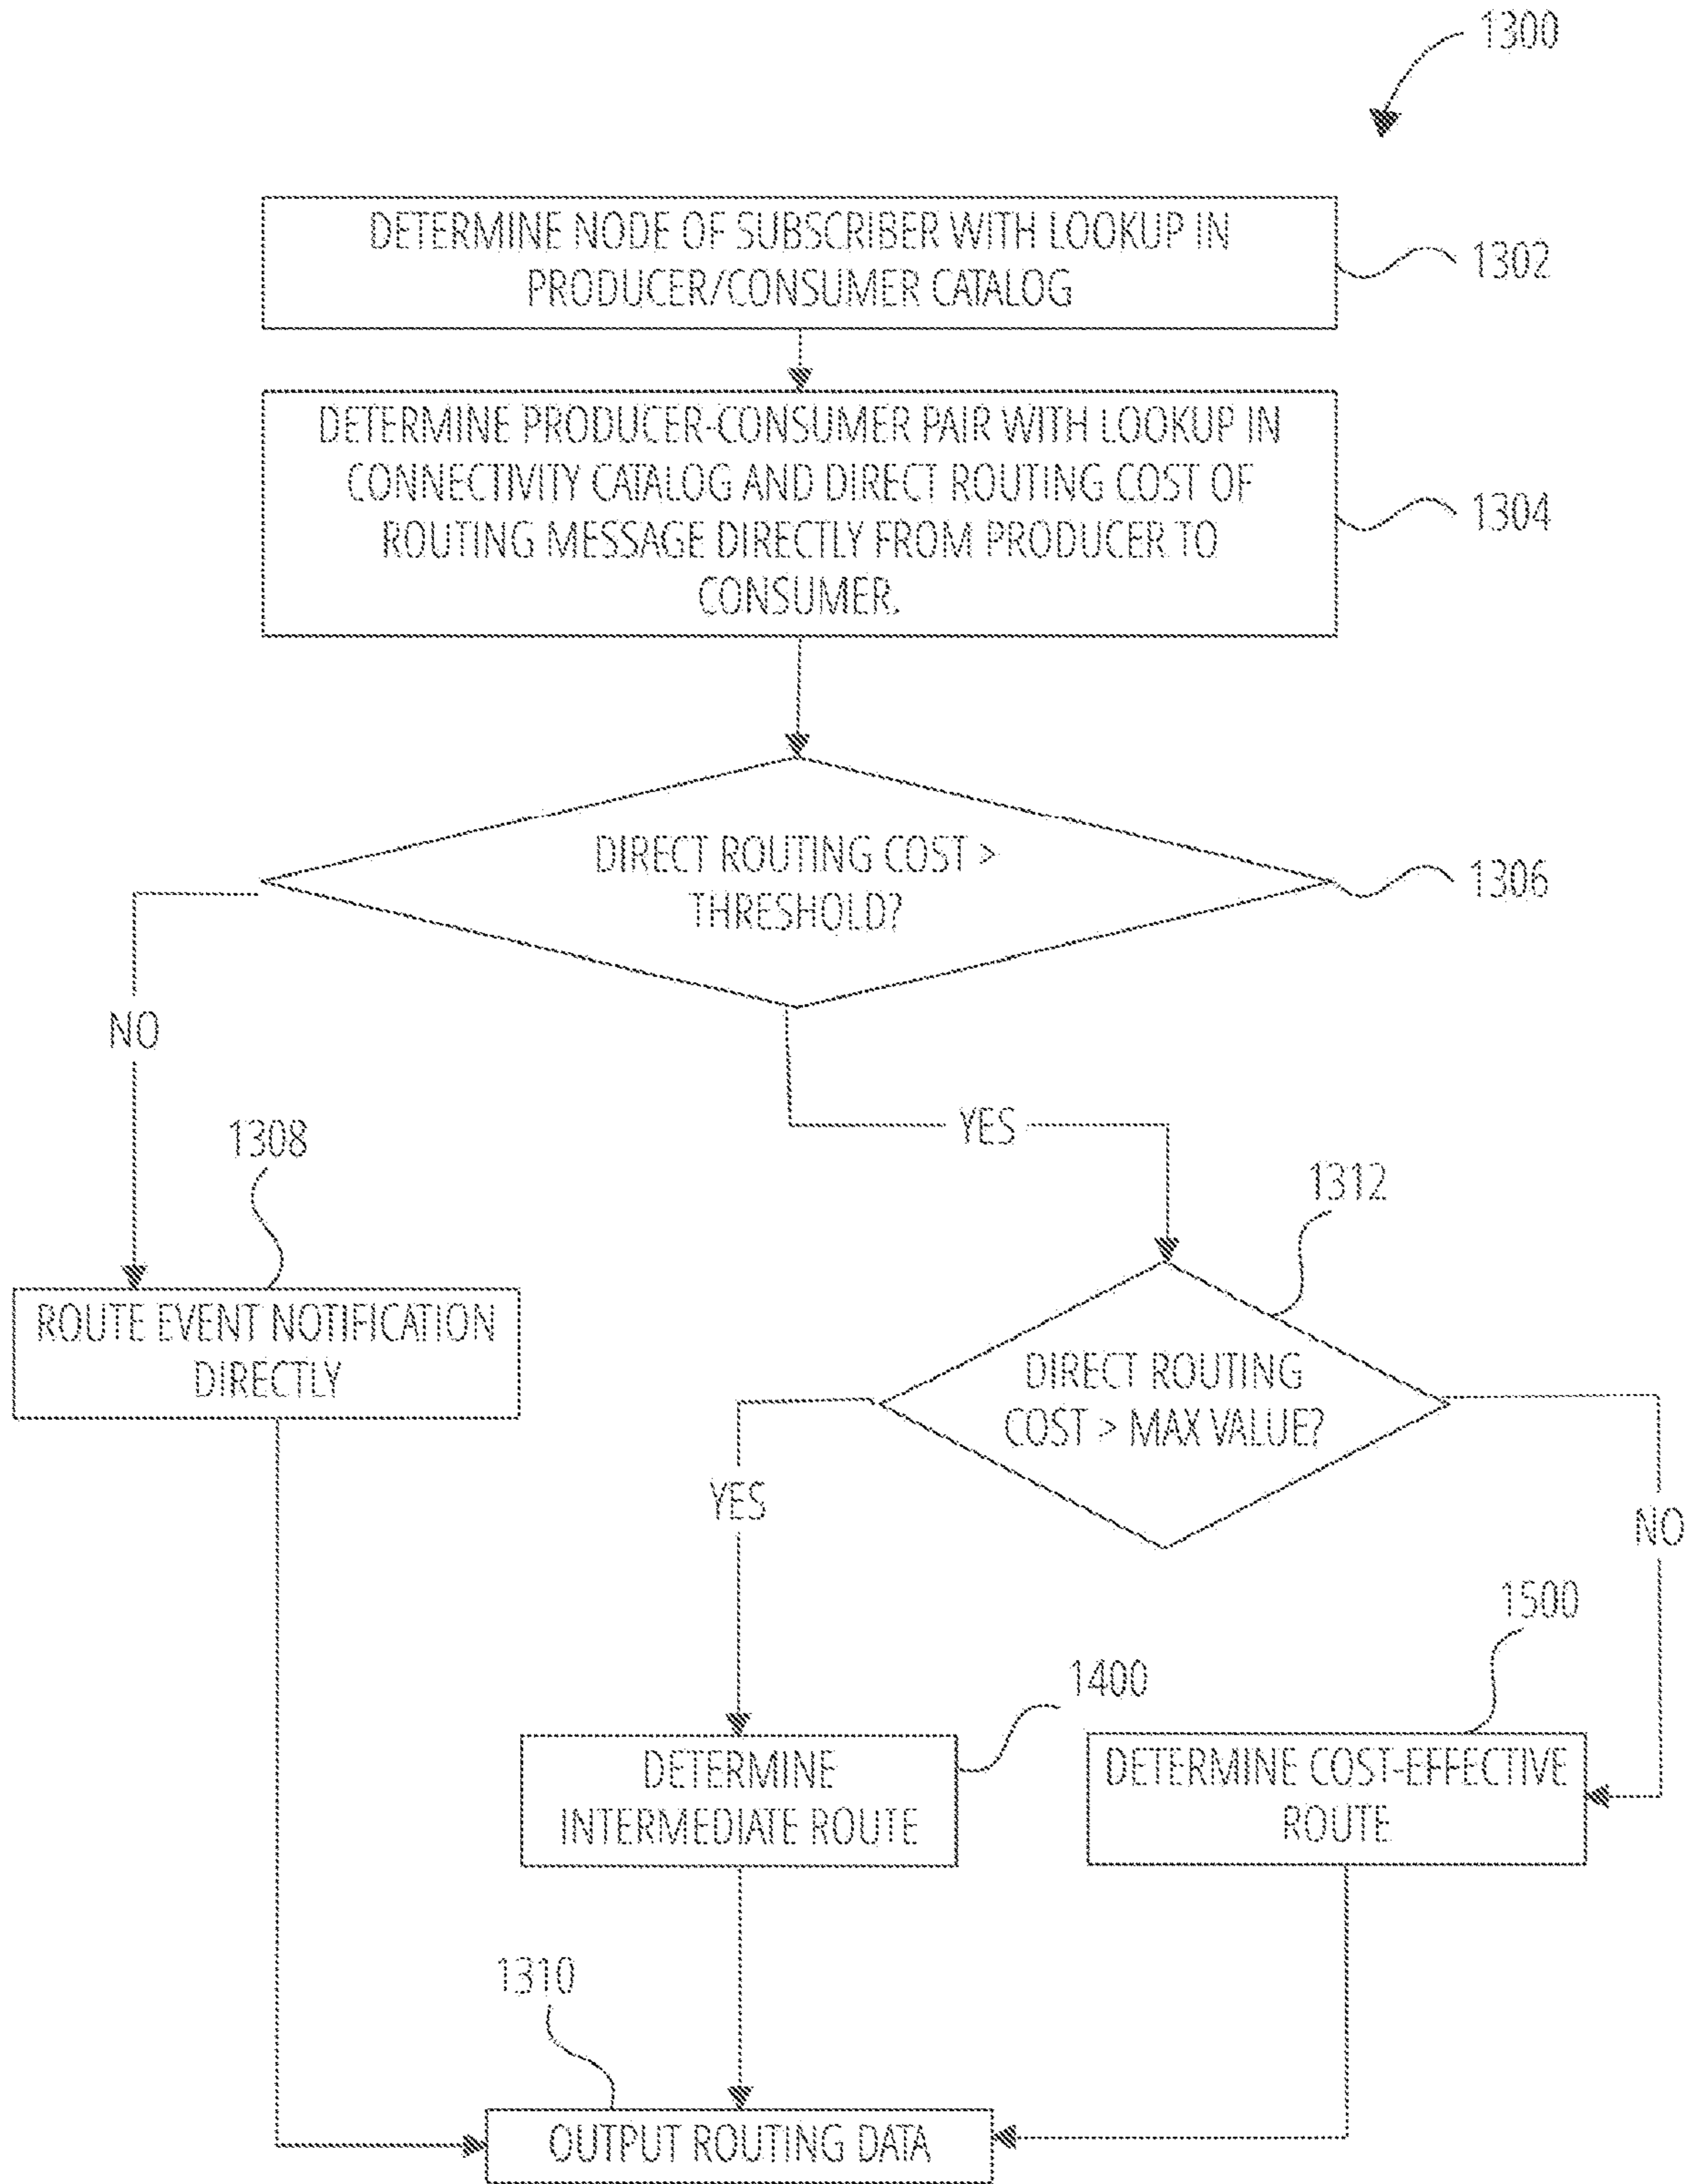 1300
DETERMINE NODE OF SUBSCRIBER WITH LOOKUP IN
PRODUCER/CONSUMER CATALOG
1302
DETERMINE PRODUCER-CONSUMER PAIR WITH LOOKUP IN
CONNECTIVITY CATALOG AND DIRECT ROUTING COST OF
ROUTING MESSAGE DIRECTLY FROM PRODUCER TO
CONSUMER.
1304
DIRECT ROUTING COST >
THRESHOLD?
1306
NO
YES
1308
ROUTE EVENT NOTIFICATION
DIRECTLY
1312
DIRECT ROUTING
COST > MAX VALUE?
YES
NO
1400
DETERMINE
INTERMEDIATE ROUTE
1500
DETERMINE COST-EFFECTIVE
ROUTE
1310
OUTPUT ROUTING DATA